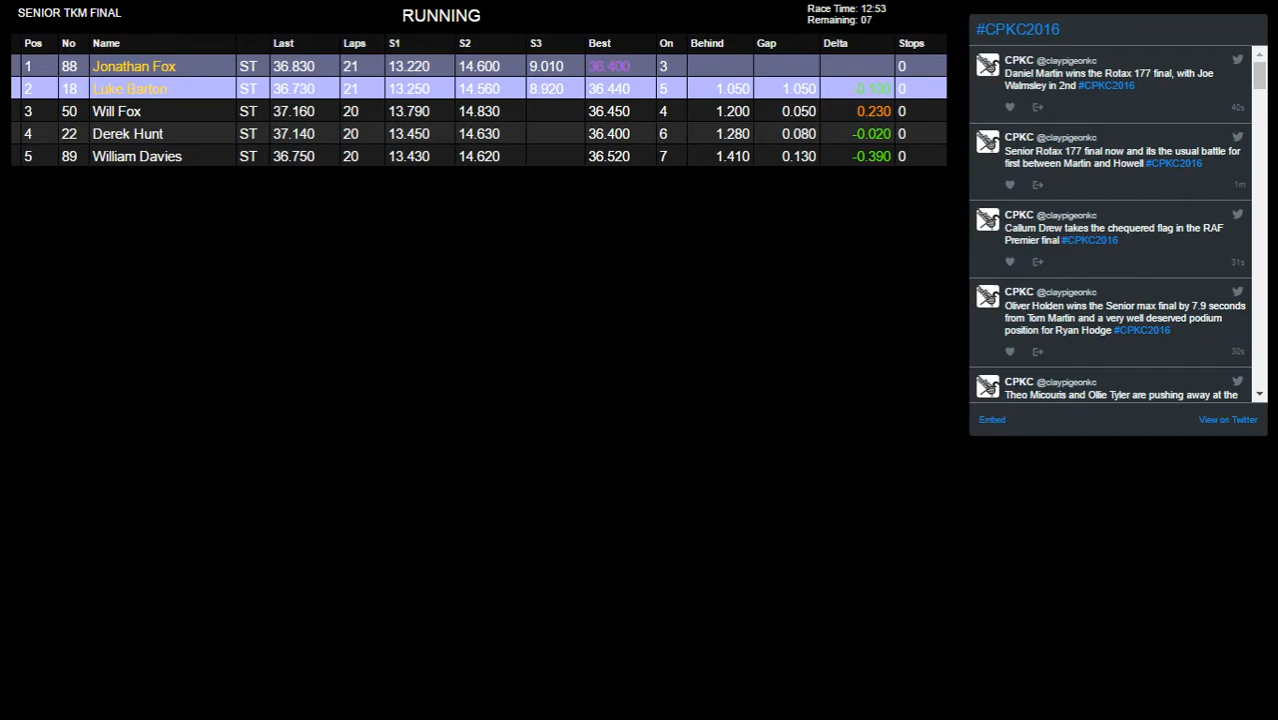 SENIOR TKM FINAL
RUNNING
Race Time: 12:53
Remaining: 07
Pos No Name Last Laps S1 S2 S3 Best On Behind Gap Delta Stops
1 88 Jonathan Fox ST 36.830 21 13.220 14.600 9.010 36.400 3 0
2 18 Luke Barton ST 36.730 21 13.250 14.560 8.920 36.440 5 1.050 1.050 -0.100 0
3 50 Will Fox ST 37.160 20 13.790 14.830 36.450 4 1.200 0.050 0.230 0
4 22 Derek Hunt ST 37.140 20 13.450 14.630 36.400 6 1.280 0.080 -0.020 0
5 89 William Davies ST 36.750 20 13.430 14.620 36.520 7 1.410 0.130 -0.390 0
#CPKC2016
CPKC @claypigeonkc
Daniel Martin wins the Rotax 177 final, with Joe
Walmsley in 2nd #CPKC2016
40s
CPKC @claypigeonkc
Senior Rotax 177 final now and its the usual battle for
first between Martin and Howell #CPKC2016
1m
CPKC @claypigeonkc
Callum Drew takes the chequered flag in the RAF
Premier final #CPKC2016
31s
CPKC @claypigeonkc
Oliver Holden wins the Senior max final by 7.9 seconds
from Tom Martin and a very well deserved podium
position for Ryan Hodge #CPKC2016
30s
CPKC @claypigeonkc
Theo Micouris and Ollie Tyler are pushing away at the
Embed
View on Twitter